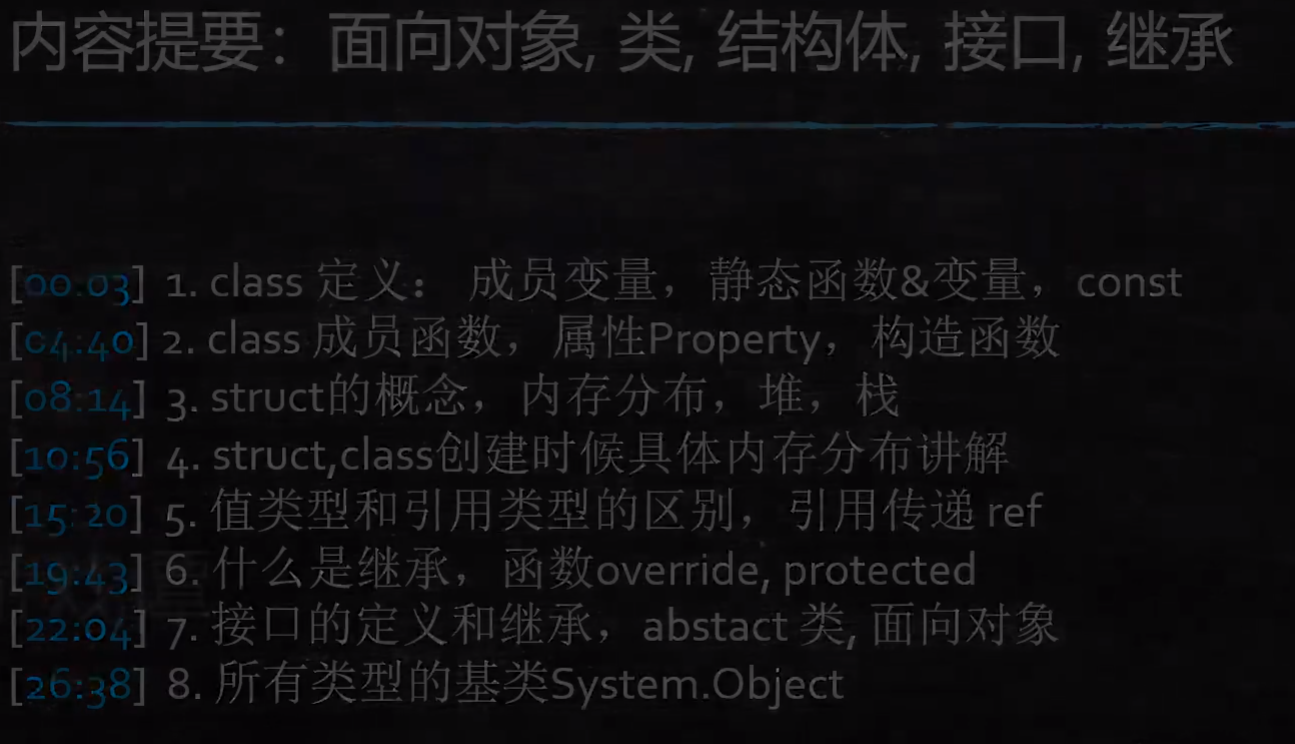 内容提要：面向对象, 类, 结构体, 接口, 继承
[00:03] 1. class 定义： 成员变量，静态函数&变量，const
[04:40] 2. class 成员函数，属性Property，构造函数
[08:14] 3. struct的概念，内存分布，堆，栈
[10:56] 4. struct,class创建时候具体内存分布讲解
[15:20] 5. 值类型和引用类型的区别，引用传递 ref
[19:43] 6. 什么是继承，函数override, protected
[22:04] 7. 接口的定义和继承，abstact 类, 面向对象
[26:38] 8. 所有类型的基类System.Object